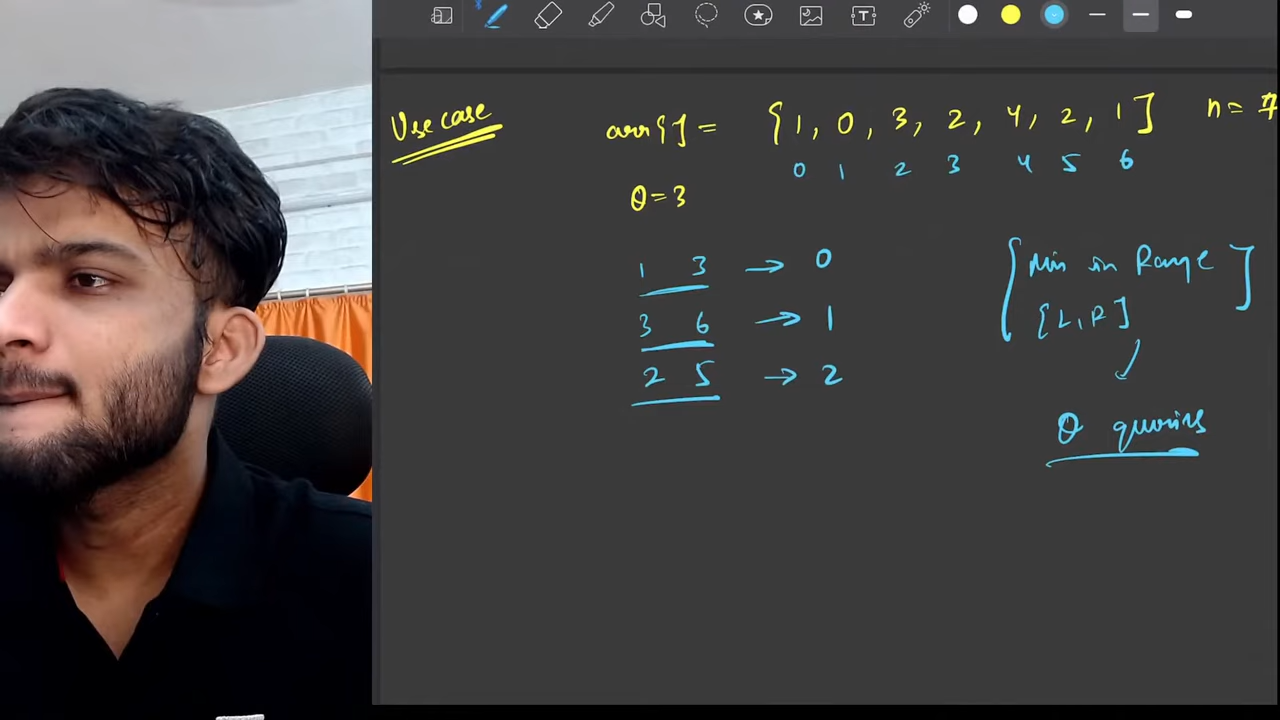 Use case
arr[] = {1, 0, 3, 2, 4, 2, 1} n = 7
0 1 2 3 4 5 6
Q = 3
1 3 → 0
3 6 → 1
2 5 → 2
[Min in Range]
[L, R]
Q queries
T